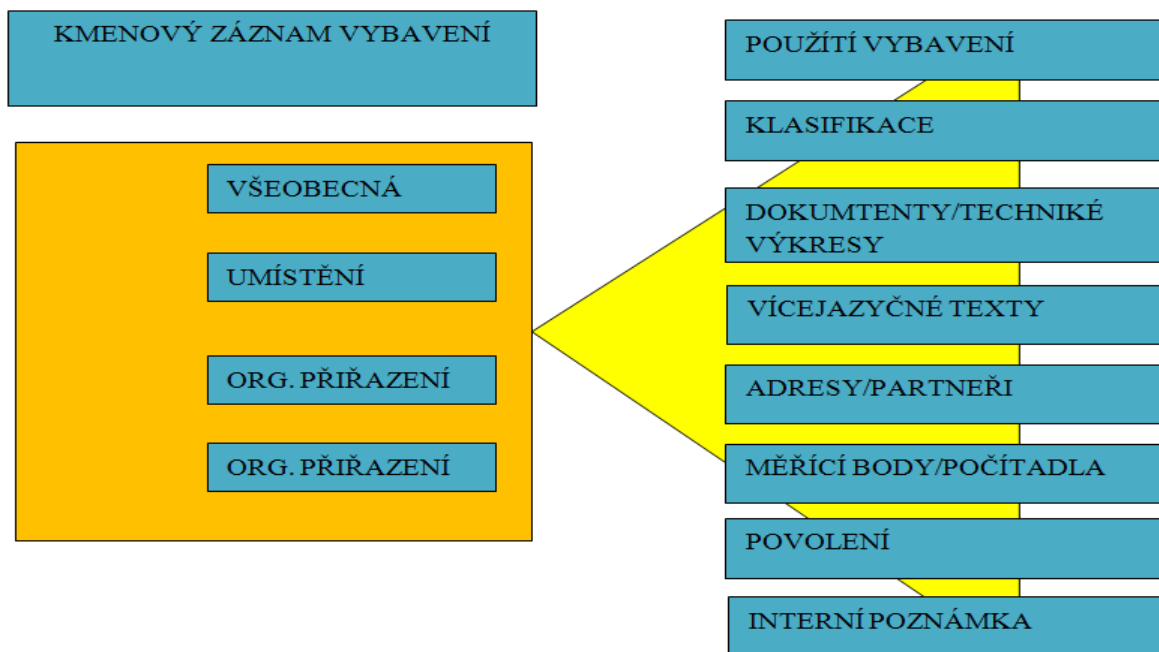 KMENOVÝ ZÁZNAM VYBAVENÍ
VŠEOBECNÁ
UMÍSTĚNÍ
ORG. PŘIŘAZENÍ
ORG. PŘIŘAZENÍ
POUŽÍTÍ VYBAVENÍ
KLASIFIKACE
DOKUMTENTY/TECHNIKÉ
VÝKRESY
VÍCEJAZYČNÉ TEXTY
ADRESY/PARTNEŘI
MĚŘÍCÍ BODY/POČÍTADLA
POVOLENÍ
INTERNÍ POZNÁMKA